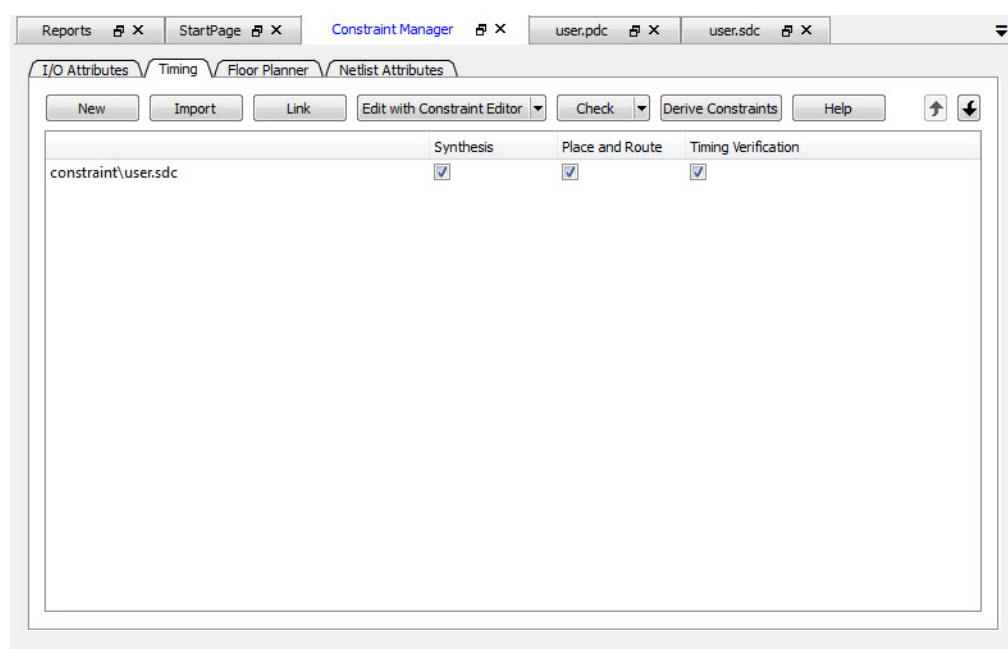 Reports StartPage Constraint Manager user.pdc user.sdc
I/O Attributes Timing Floor Planner Netlist Attributes
New Import Link Edit with Constraint Editor Check Derive Constraints Help
Synthesis Place and Route Timing Verification
constraint\user.sdc